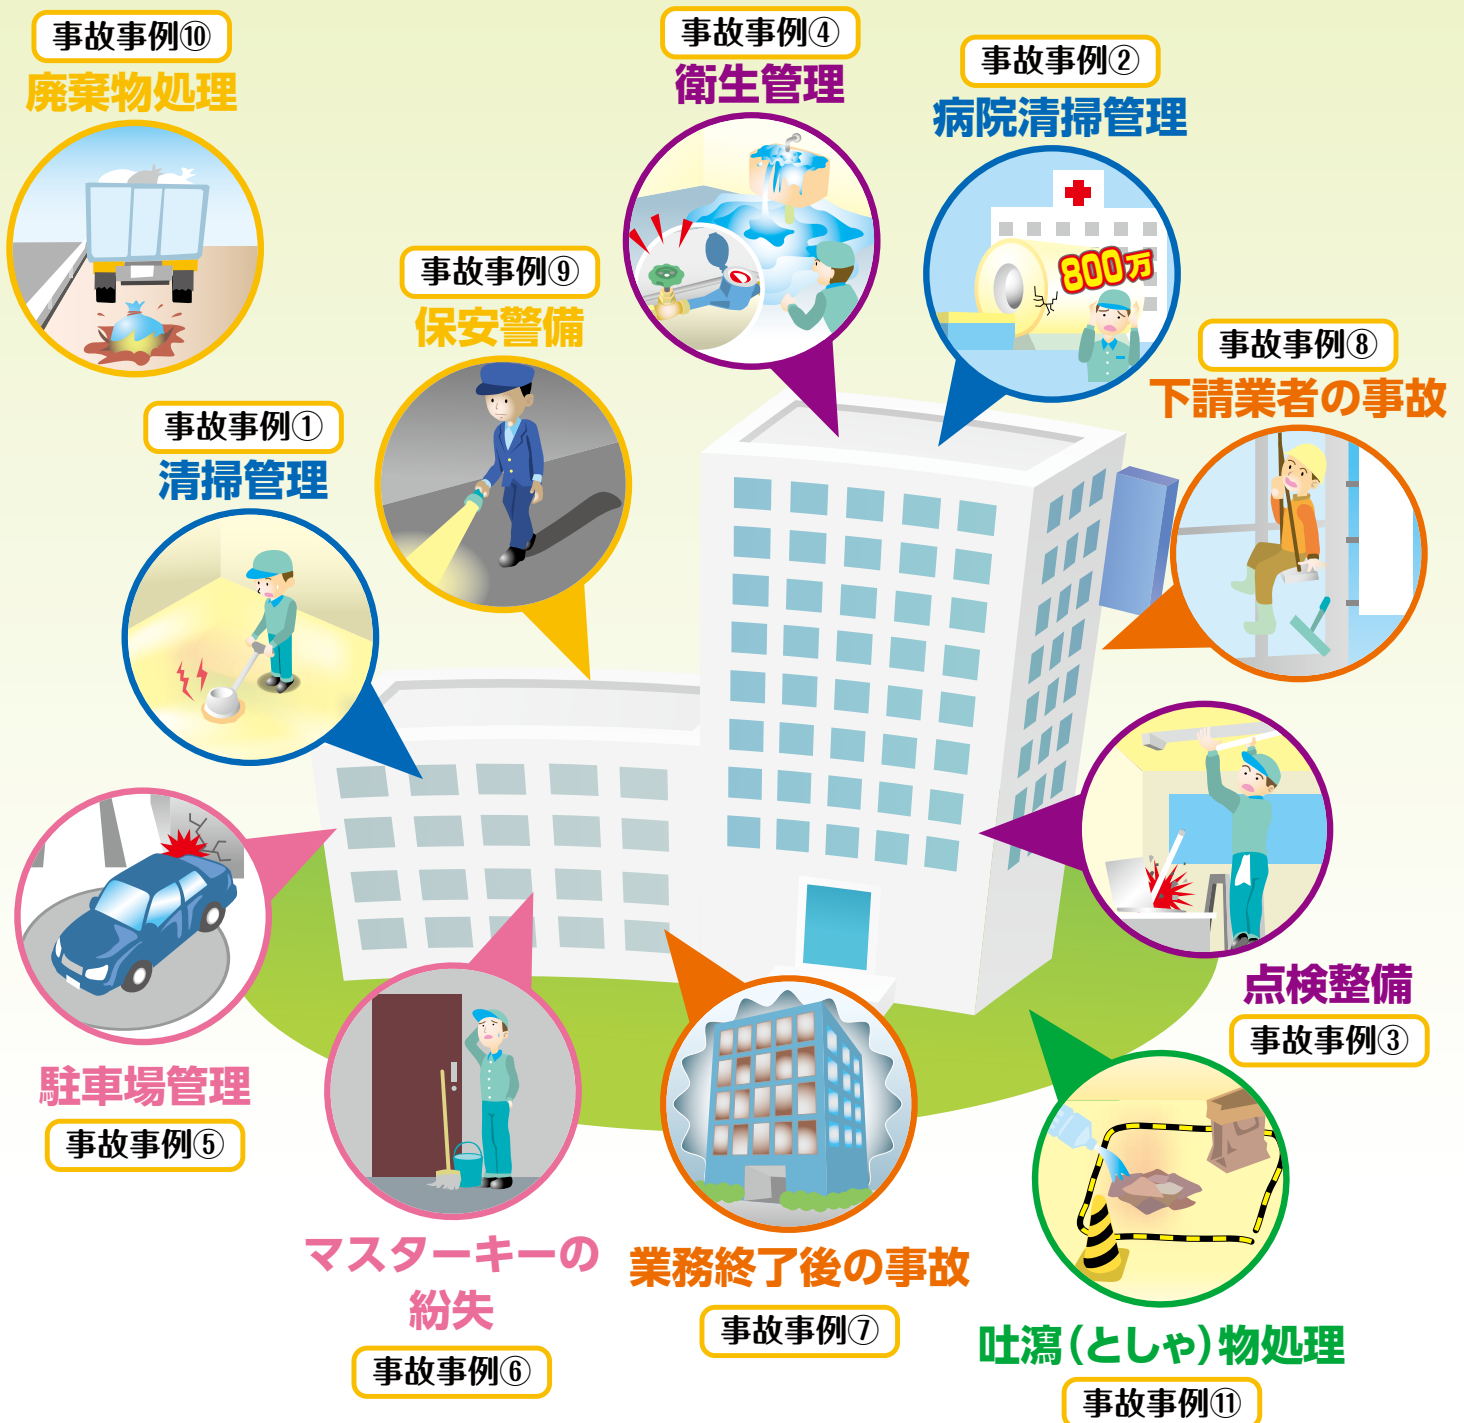 事故事例⑩
廃棄物処理
事故事例④
衛生管理
事故事例②
病院清掃管理
800万
事故事例⑨
保安警備
事故事例⑧
下請業者の事故
事故事例①
清掃管理
点検整備
事故事例③
駐車場管理
事故事例⑤
マスターキーの
紛失
事故事例⑥
業務終了後の事故
事故事例⑦
吐瀉(としゃ)物処理
事故事例⑪